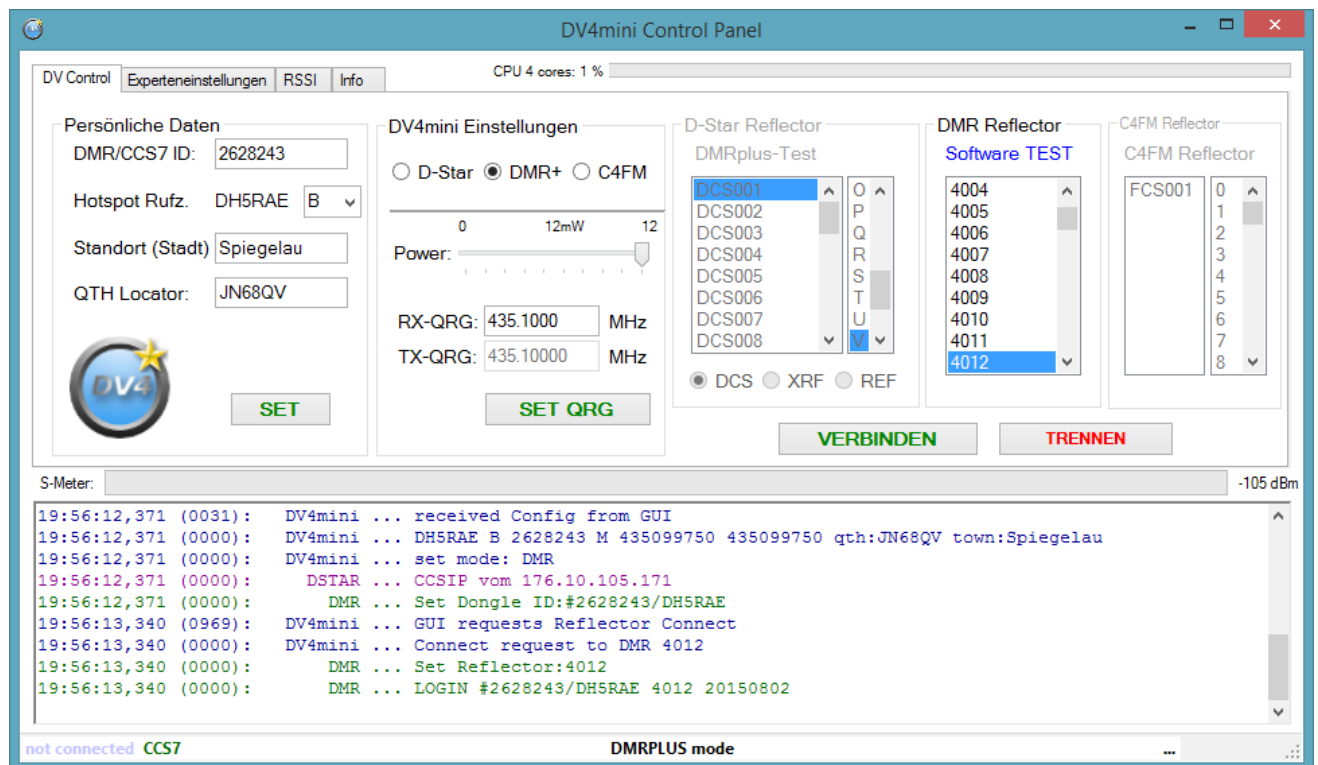 DV4mini Control Panel
DV Control Experteneinstellungen RSSI Info
CPU 4 cores: 1 %
Persönliche Daten
DMR/CCS7 ID: 2628243
Hotspot Rufz. DH5RAE B
Standort (Stadt) Spiegelau
QTH Locator: JN68QV
DV4
SET
DV4mini Einstellungen
D-Star DMR+ C4FM
0 12mW 12
Power:
RX-QRG: 435.1000 MHz
TX-QRG: 435.10000 MHz
SET QRG
D-Star Reflector
DMRplus-Test
DCS001 O
DCS002 P
DCS003 Q
DCS004 R
DCS005 S
DCS006 T
DCS007 U
DCS008 V
DCS XRF REF
DMR Reflector
Software TEST
4004
4005
4006
4007
4008
4009
4010
4011
4012
C4FM Reflector
C4FM Reflector
FCS001 0
1
2
3
4
5
6
7
8
VERBINDEN TRENNEN
S-Meter: -105 dBm
19:56:12,371 (0031): DV4mini ... received Config from GUI
19:56:12,371 (0000): DV4mini ... DH5RAE B 2628243 M 435099750 435099750 qth:JN68QV town:Spiegelau
19:56:12,371 (0000): DV4mini ... set mode: DMR
19:56:12,371 (0000): DSTAR ... CCSIP vom 176.10.105.171
19:56:12,371 (0000): DMR ... Set Dongle ID:#2628243/DH5RAE
19:56:13,340 (0969): DV4mini ... GUI requests Reflector Connect
19:56:13,340 (0000): DV4mini ... Connect request to DMR 4012
19:56:13,340 (0000): DMR ... Set Reflector:4012
19:56:13,340 (0000): DMR ... LOGIN #2628243/DH5RAE 4012 20150802
not connected CCS7 DMRPLUS mode ...